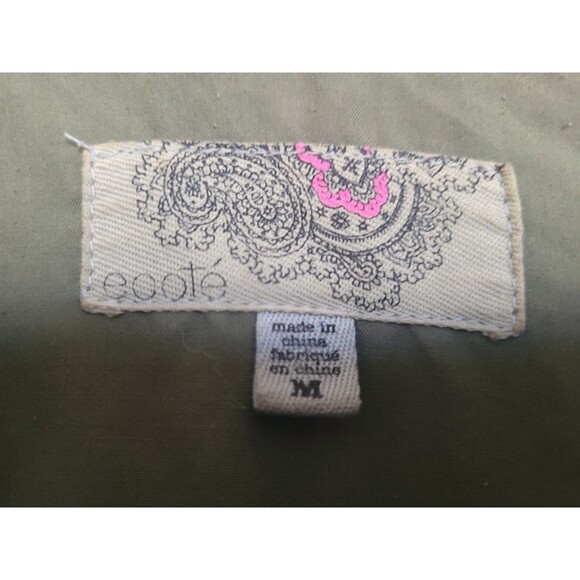 ecoté
made in
china
fabriqué
en chine
M